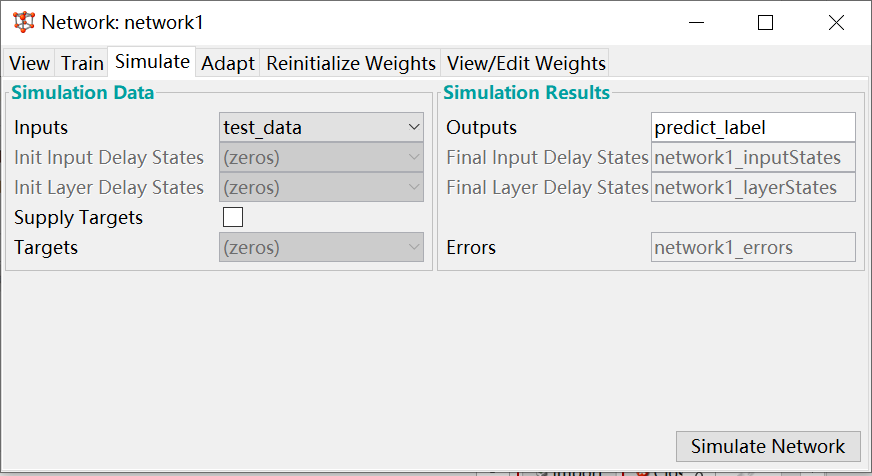 Network: network1
View Train Simulate Adapt Reinitialize Weights View/Edit Weights
Simulation Data
Inputs test_data
Init Input Delay States (zeros)
Init Layer Delay States (zeros)
Supply Targets
Targets (zeros)
Simulation Results
Outputs predict_label
Final Input Delay States network1_inputStates
Final Layer Delay States network1_layerStates
Errors network1_errors
Simulate Network